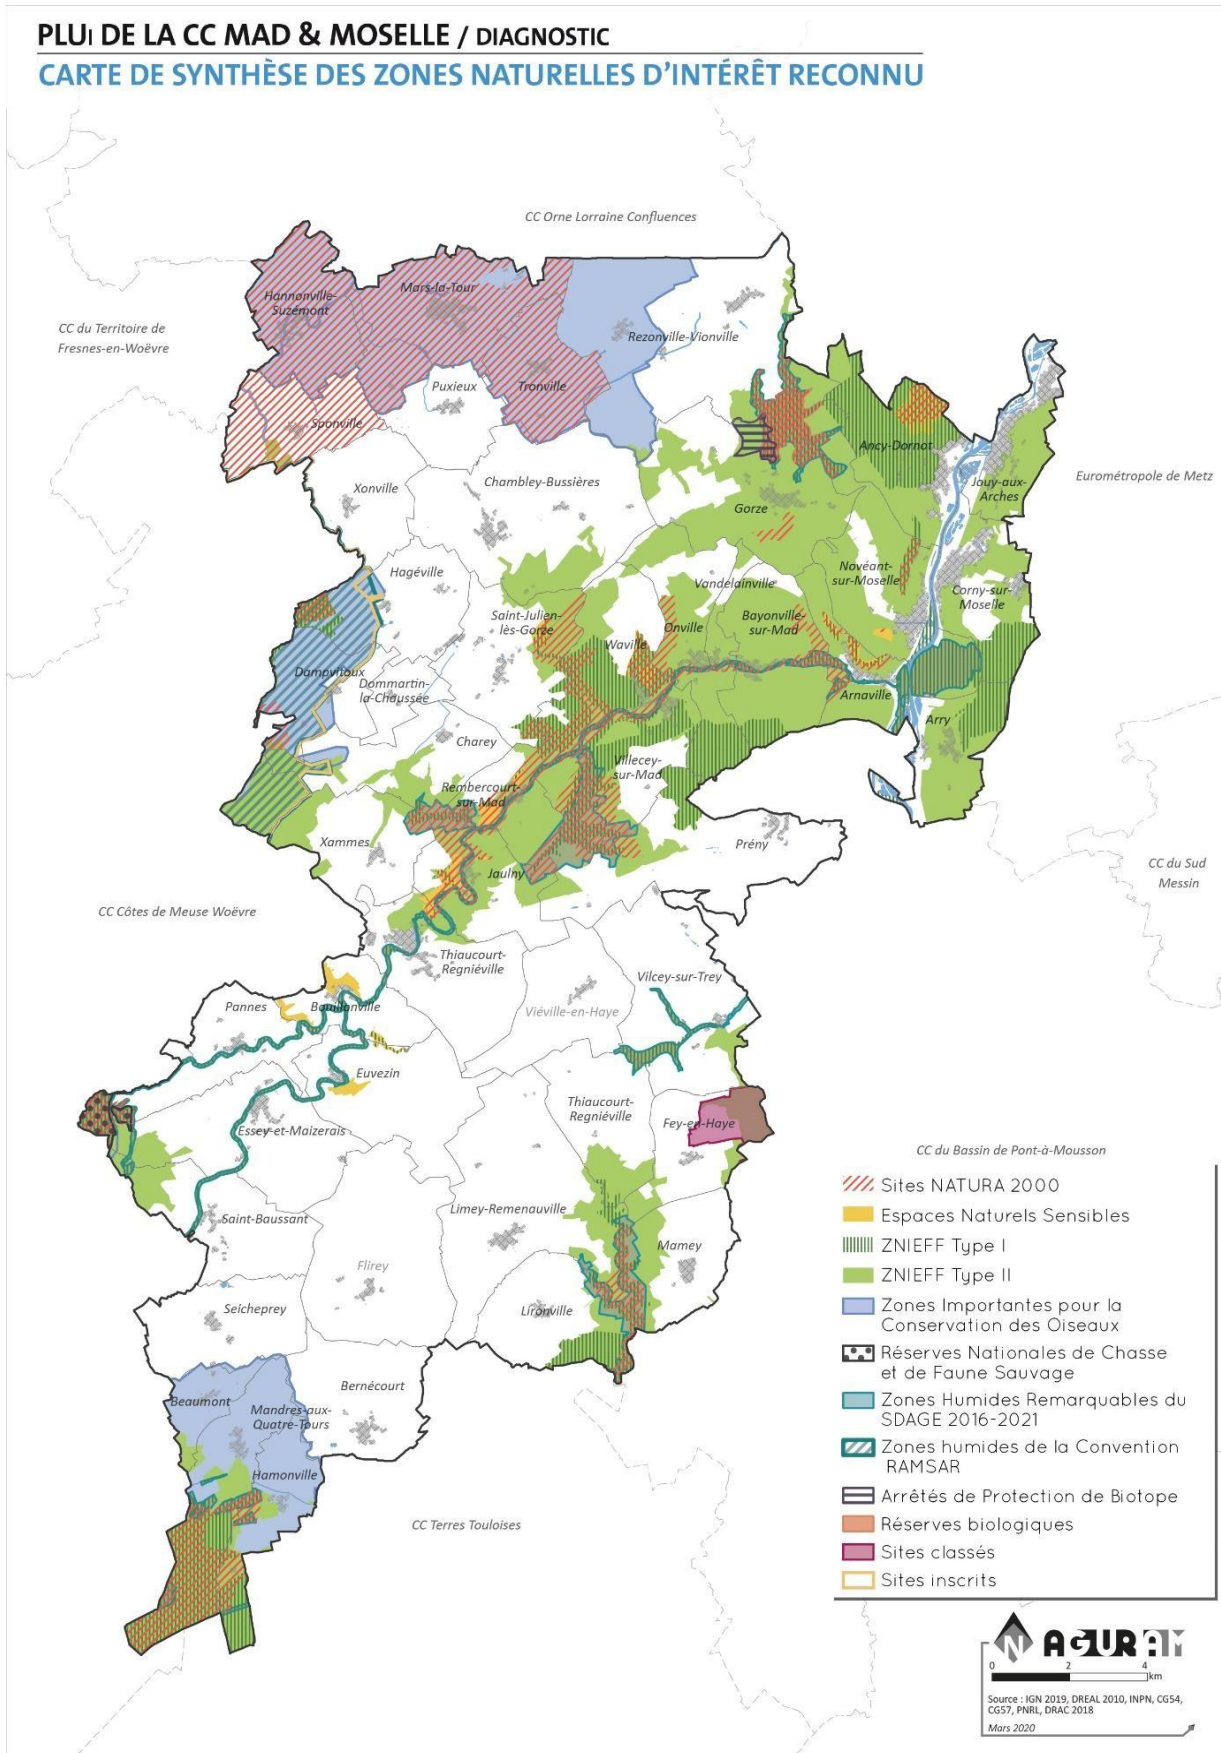 PLUi DE LA CC MAD & MOSELLE / DIAGNOSTIC
CARTE DE SYNTHÈSE DES ZONES NATURELLES D'INTÉRÊT RECONNU
CC Orne Lorraine Confluences
CC du Territoire de
Fresnes-en-Woëvre
Hannonville-
Suzémont
Mars-la-Tour
Rezonville-Vionville
Puxieux
Tronville
Sponville
Ancy-Dornot
Jouy-aux-
Arches
Eurométropole de Metz
Xonville
Chambley-Bussières
Gorze
Hagéville
Vandelainville
Novéant-
sur-Moselle
Corny-sur-
Moselle
Saint-Julien-
lès-Gorze
Waville
Onville
Bayonville-
sur-Mad
Dampvitoux
Dommartin-
la-Chaussée
Arnaville
Arry
Charey
Villecey-
sur-Mad
Rembercourt-
sur-Mad
Xammes
Prény
Jaulny
CC du Sud
Messin
CC Côtes de Meuse Woëvre
Thiaucourt-
Regniéville
Vilcey-sur-Trey
Pannes
Bouillonville
Viéville-en-Haye
Euvezin
Thiaucourt-
Regniéville
Fey-en-Haye
Essey-et-Maizerais
CC du Bassin de Pont-à-Mousson
Saint-Baussant
Limey-Remenauville
Mamey
Flirey
Seicheprey
Lironville
Bernécourt
Beaumont
Mandres-aux-
Quatre-Tours
Hamonville
CC Terres Touloises
Sites NATURA 2000
Espaces Naturels Sensibles
ZNIEFF Type I
ZNIEFF Type II
Zones Importantes pour la
Conservation des Oiseaux
Réserves Nationales de Chasse
et de Faune Sauvage
Zones Humides Remarquables du
SDAGE 2016-2021
Zones humides de la Convention
RAMSAR
Arrêtés de Protection de Biotope
Réserves biologiques
Sites classés
Sites inscrits
N AGURAM
0 2 4
km
Source : IGN 2019, DREAL 2010, INPN, CG54,
CG57, PNRL, DRAC 2018
Mars 2020